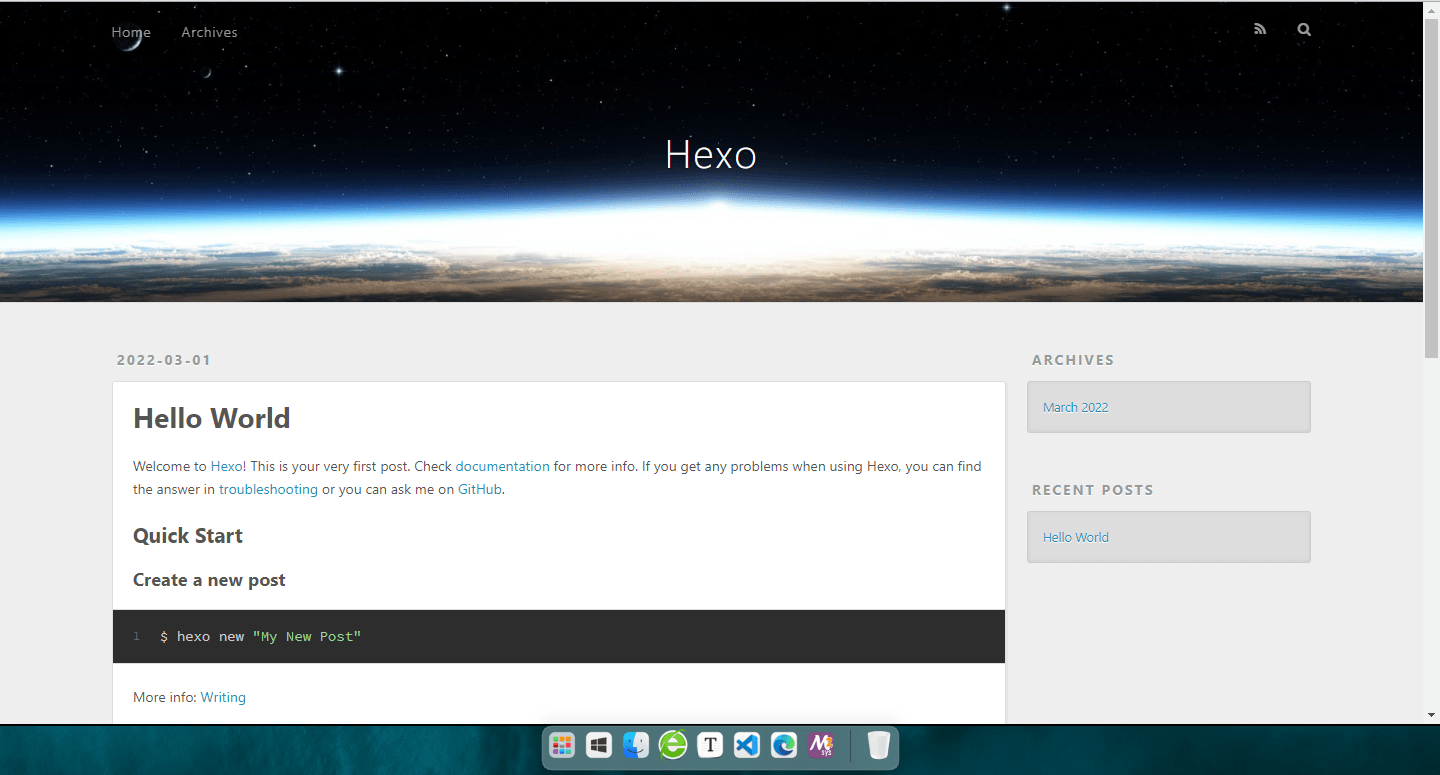 Home Archives
Hexo
2022-03-01
Hello World
Welcome to Hexo! This is your very first post. Check documentation for more info. If you get any problems when using Hexo, you can find
the answer in troubleshooting or you can ask me on GitHub.
Quick Start
Create a new post
1 $ hexo new "My New Post"
More info: Writing
ARCHIVES
March 2022
RECENT POSTS
Hello World
T
M
SYS